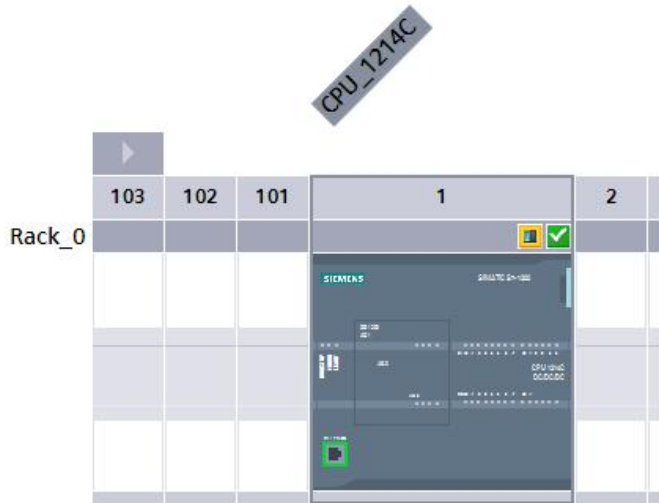 CPU_1214C
103 102 101 1 2
Rack_0
SIEMENS
SIMATIC S7-1200
CPU 1214C
DC/DC/DC